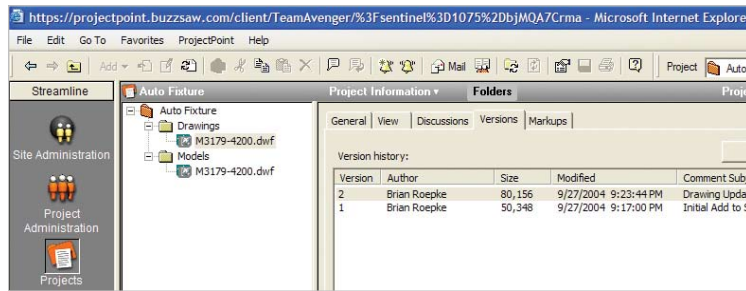 https://projectpoint.buzzsaw.com/client/TeamAvenger/%3Fsentinel%3D1075%2DbjMQA7Crma - Microsoft Internet Explore
File Edit Go To Favorites ProjectPoint Help
Add Mail Project Auto
Streamline Auto Fixture Project Information Folders Proj
Auto Fixture
Drawings
M3179-4200.dwf
Models
M3179-4200.dwf
Site Administration
Project
Administration
Projects
General View Discussions Versions Markups
Version history:
Version Author Size Modified Comment Sub
2 Brian Roepke 80,156 9/27/2004 9:23:44 PM Drawing Upda
1 Brian Roepke 50,348 9/27/2004 9:17:00 PM Initial Add to S